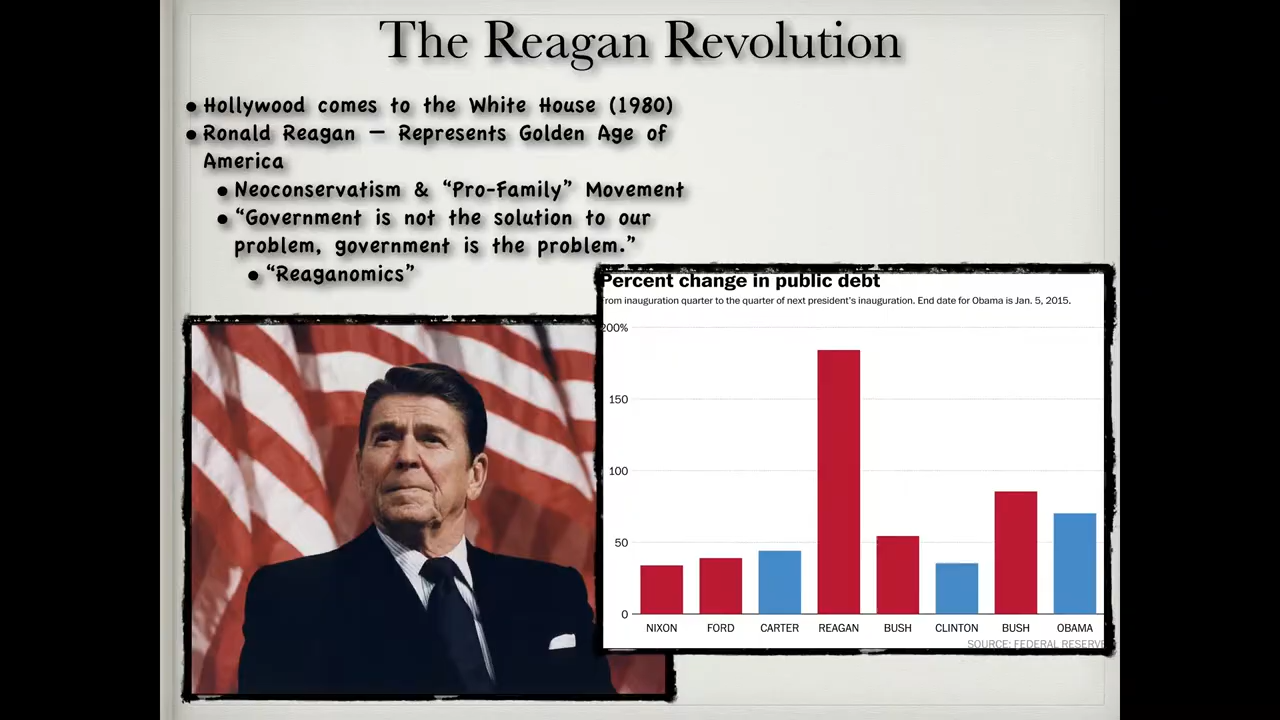 The Reagan Revolution
• Hollywood comes to the White House (1980)
• Ronald Reagan – Represents Golden Age of
America
• Neoconservatism & “Pro-Family” Movement
• “Government is not the solution to our
problem, government is the problem.”
• “Reaganomics”
Percent change in public debt
From inauguration quarter to the quarter of next president's inauguration. End date for Obama is Jan. 5, 2015.
200%
150
100
50
0
NIXON FORD CARTER REAGAN BUSH CLINTON BUSH OBAMA
SOURCE: FEDERAL RESERVE